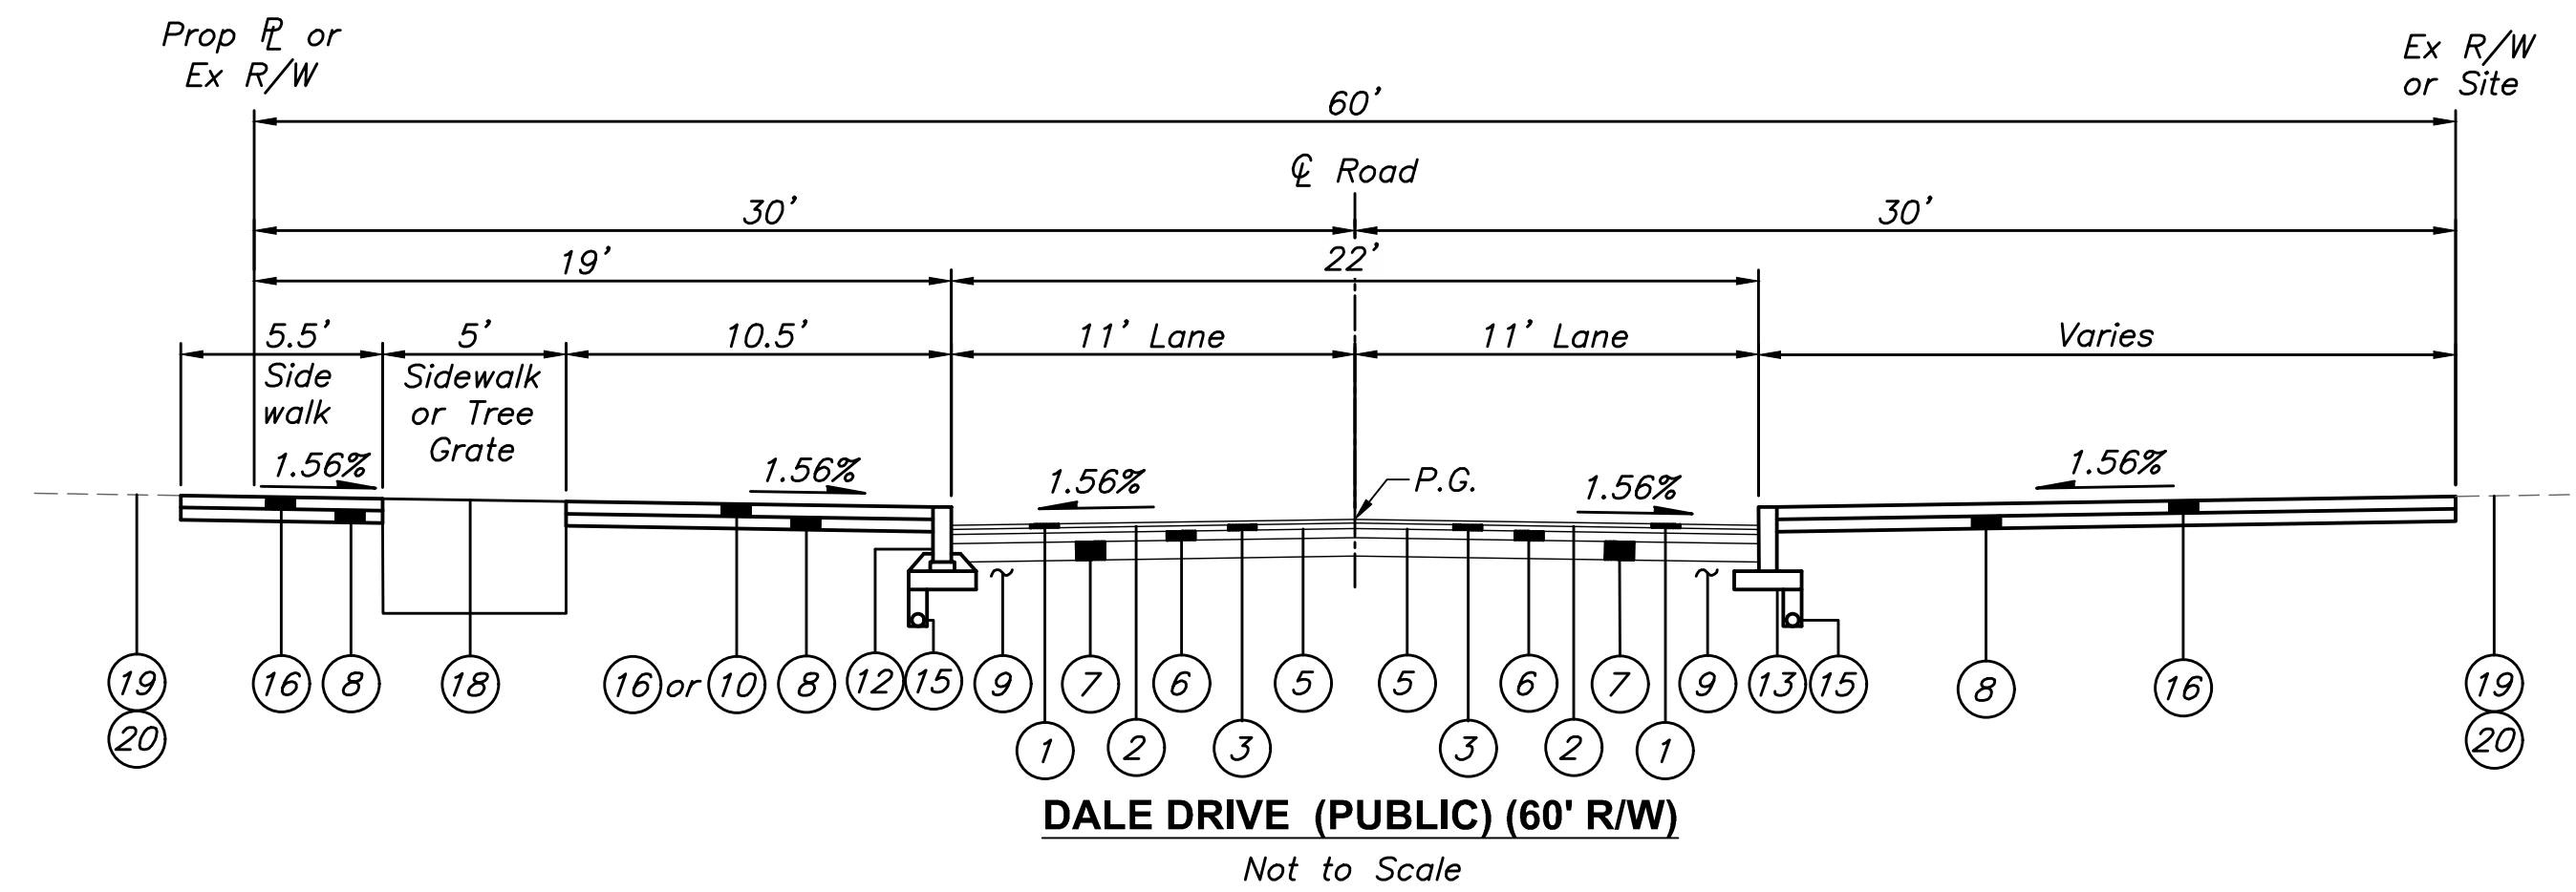 Prop ⅊ or
Ex R/W
Ex R/W
or Site
60'
℄ Road
30'
30'
19'
22'
5.5'
5'
10.5'
11' Lane
11' Lane
Varies
Side
walk
Sidewalk
or Tree
Grate
1.56%
1.56%
1.56%
P.G.
1.56%
1.56%
19
20
16
8
18
16 or 10
8
12
15
9
7
6
5
5
6
7
9
13
15
8
16
19
20
1
2
3
3
2
1
DALE DRIVE (PUBLIC) (60' R/W)
Not to Scale